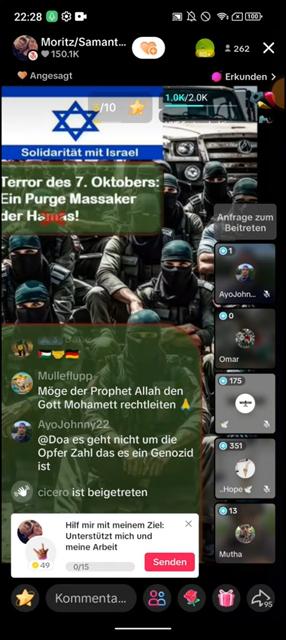 22:28
100
Moritz/Samant...
150.1K
262
Angesagt
Erkunden >
/10
1.0K/2.0K
Solidarität mit Israel
Terror des 7. Oktobers:
Ein Purge Massaker
der Hamas!
Anfrage zum
Beitreten
1
AyoJohn...
0
Omar
175
351
..Hope
13
Mutha
Mulleflupp
Möge der Prophet Allah den
Gott Mohamett rechtleiten 🙏
AyoJohnny22
@Doa es geht nicht um die
Opfer Zahl das es ein Genozid
ist
cicero ist beigetreten
Hilf mir mit meinem Ziel:
Unterstützt mich und
meine Arbeit
49
0/15
Senden
Kommenta...
95